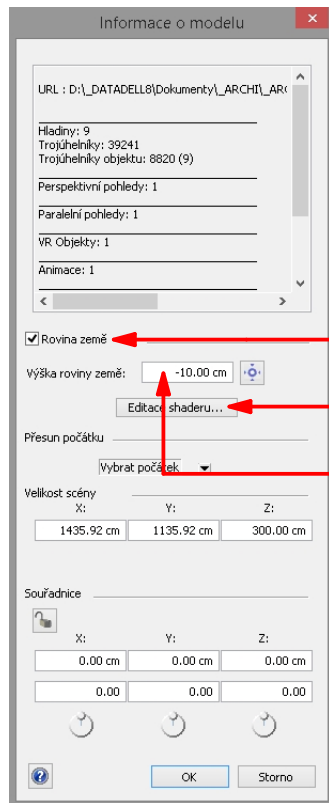 Informace o modelu
URL : D:\_DATADELL8\Dokumenty\_ARCHI\_AR
Hladiny: 9
Trojúhelníky: 39241
Trojúhelníky objektu: 8820 (9)
Perspektivní pohledy: 1
Paralelní pohledy: 1
VR Objekty: 1
Animace: 1
Rovina země
Výška roviny země: -10.00 cm
Editace shaderu...
Přesun počátku
Vybrat počátek
Velikost scény
X: Y: Z:
1435.92 cm 1135.92 cm 300.00 cm
Souřadnice
X: Y: Z:
0.00 cm 0.00 cm 0.00 cm
0.00 0.00 0.00
OK Storno